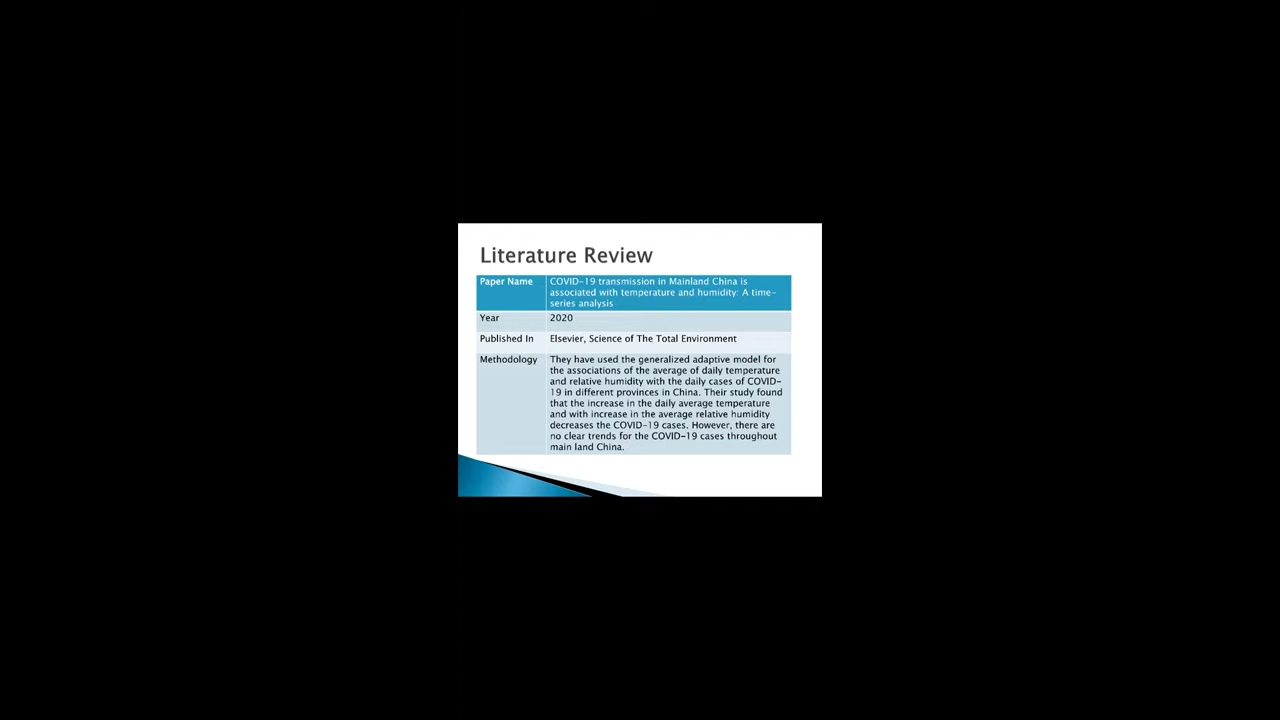 Literature Review
Paper Name
COVID-19 transmission in Mainland China is
associated with temperature and humidity: A time-
series analysis
Year
2020
Published In
Elsevier, Science of The Total Environment
Methodology
They have used the generalized adaptive model for
the associations of the average of daily temperature
and relative humidity with the daily cases of COVID-
19 in different provinces in China. Their study found
that the increase in the daily average temperature
and with increase in the average relative humidity
decreases the COVID-19 cases. However, there are
no clear trends for the COVID-19 cases throughout
main land China.